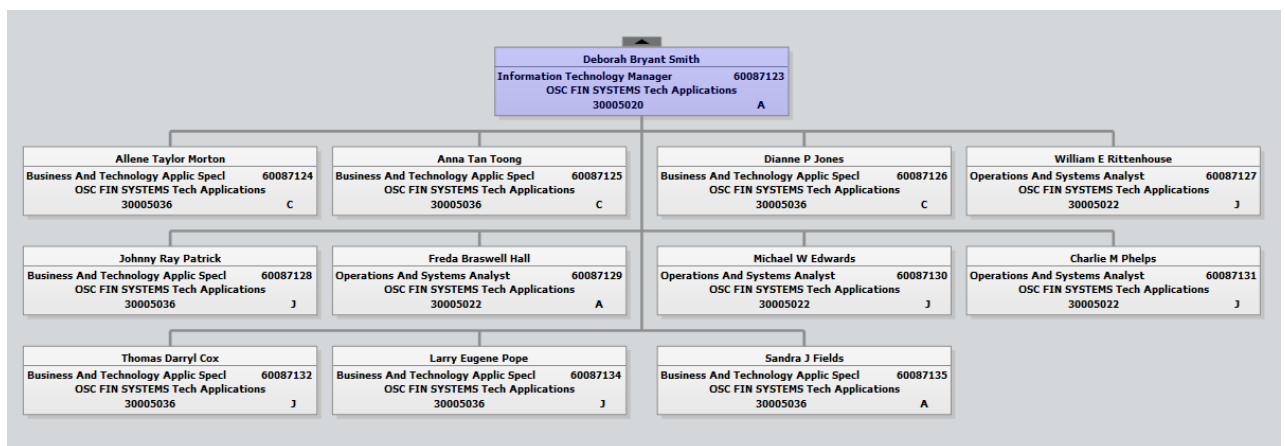 Deborah Bryant Smith
Information Technology Manager 60087123
OSC FIN SYSTEMS Tech Applications
30005020 A
Allene Taylor Morton
Business And Technology Applic Specl 60087124
OSC FIN SYSTEMS Tech Applications
30005036 C
Anna Tan Toong
Business And Technology Applic Specl 60087125
OSC FIN SYSTEMS Tech Applications
30005036 C
Dianne P Jones
Business And Technology Applic Specl 60087126
OSC FIN SYSTEMS Tech Applications
30005036 C
William E Rittenhouse
Operations And Systems Analyst 60087127
OSC FIN SYSTEMS Tech Applications
30005022 J
Johnny Ray Patrick
Business And Technology Applic Specl 60087128
OSC FIN SYSTEMS Tech Applications
30005036 J
Freda Braswell Hall
Operations And Systems Analyst 60087129
OSC FIN SYSTEMS Tech Applications
30005022 A
Michael W Edwards
Operations And Systems Analyst 60087130
OSC FIN SYSTEMS Tech Applications
30005022 J
Charlie M Phelps
Operations And Systems Analyst 60087131
OSC FIN SYSTEMS Tech Applications
30005022 J
Thomas Darryl Cox
Business And Technology Applic Specl 60087132
OSC FIN SYSTEMS Tech Applications
30005036 J
Larry Eugene Pope
Business And Technology Applic Specl 60087134
OSC FIN SYSTEMS Tech Applications
30005036 J
Sandra J Fields
Business And Technology Applic Specl 60087135
OSC FIN SYSTEMS Tech Applications
30005036 A